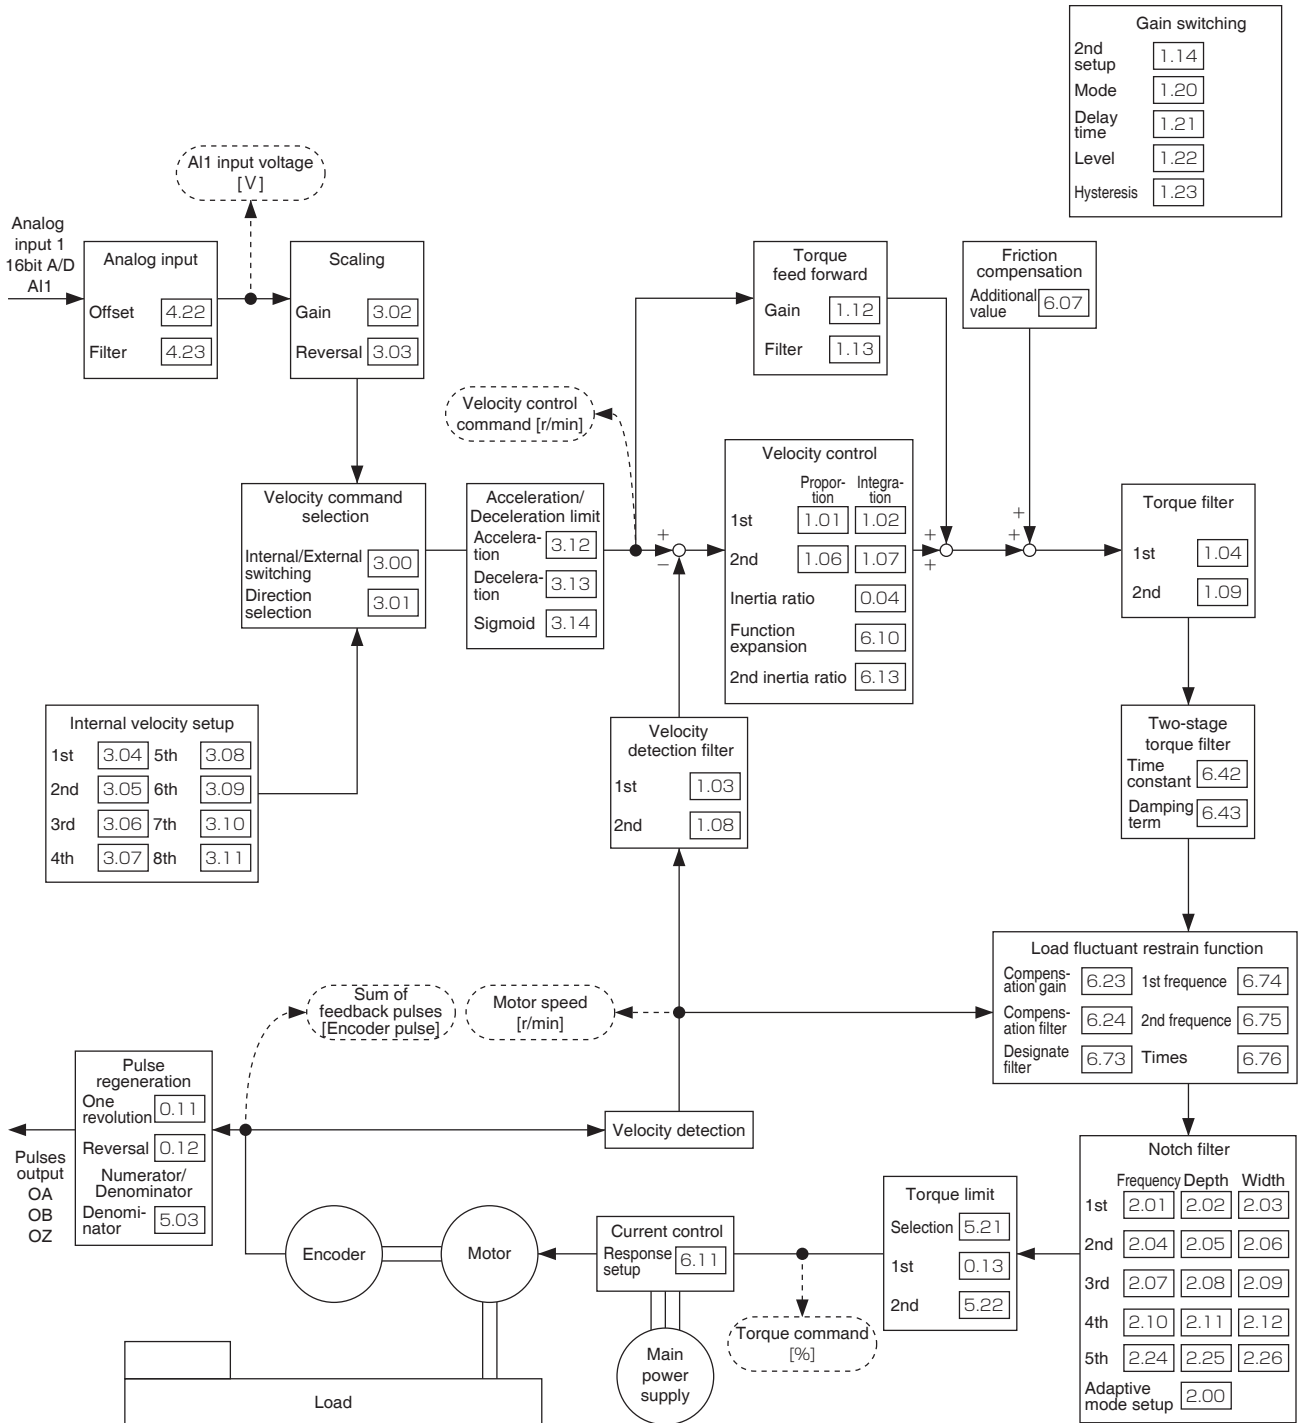 Gain switching
2nd setup 1.14
Mode 1.20
Delay time 1.21
Level 1.22
Hysteresis 1.23
AI1 input voltage
[V]
Analog
input 1
16bit A/D
AI1
Analog input
Offset 4.22
Filter 4.23
Scaling
Gain 3.02
Reversal 3.03
Torque
feed forward
Gain 1.12
Filter 1.13
Friction
compensation
Additional value 6.07
Velocity control
command [r/min]
Velocity command
selection
Internal/External switching 3.00
Direction selection 3.01
Acceleration/
Deceleration limit
Accelera-
tion 3.12
Decelera-
tion 3.13
Sigmoid 3.14
+
−
Velocity control
Propor-
tion
Integra-
tion
1st 1.01 1.02
2nd 1.06 1.07
Inertia ratio 0.04
Function expansion 6.10
2nd inertia ratio 6.13
+
+
+
+
Torque filter
1st 1.04
2nd 1.09
Internal velocity setup
1st 3.04 5th 3.08
2nd 3.05 6th 3.09
3rd 3.06 7th 3.10
4th 3.07 8th 3.11
Velocity
detection filter
1st 1.03
2nd 1.08
Two-stage
torque filter
Time constant 6.42
Damping term 6.43
Load fluctuant restrain function
Compens-
ation gain 6.23 1st frequence 6.74
Compens-
ation filter 6.24 2nd frequence 6.75
Designate filter 6.73 Times 6.76
Sum of
feedback pulses
[Encoder pulse]
Motor speed
[r/min]
Pulse
regeneration
One revolution 0.11
Reversal 0.12
Numerator/
Denominator
Denomi-
nator 5.03
Pulses
output
OA
OB
OZ
Velocity detection
Encoder
Motor
Load
Current control
Response setup 6.11
Main
power
supply
Torque command
[%]
Torque limit
Selection 5.21
1st 0.13
2nd 5.22
Notch filter
Frequency Depth Width
1st 2.01 2.02 2.03
2nd 2.04 2.05 2.06
3rd 2.07 2.08 2.09
4th 2.10 2.11 2.12
5th 2.24 2.25 2.26
Adaptive mode setup 2.00